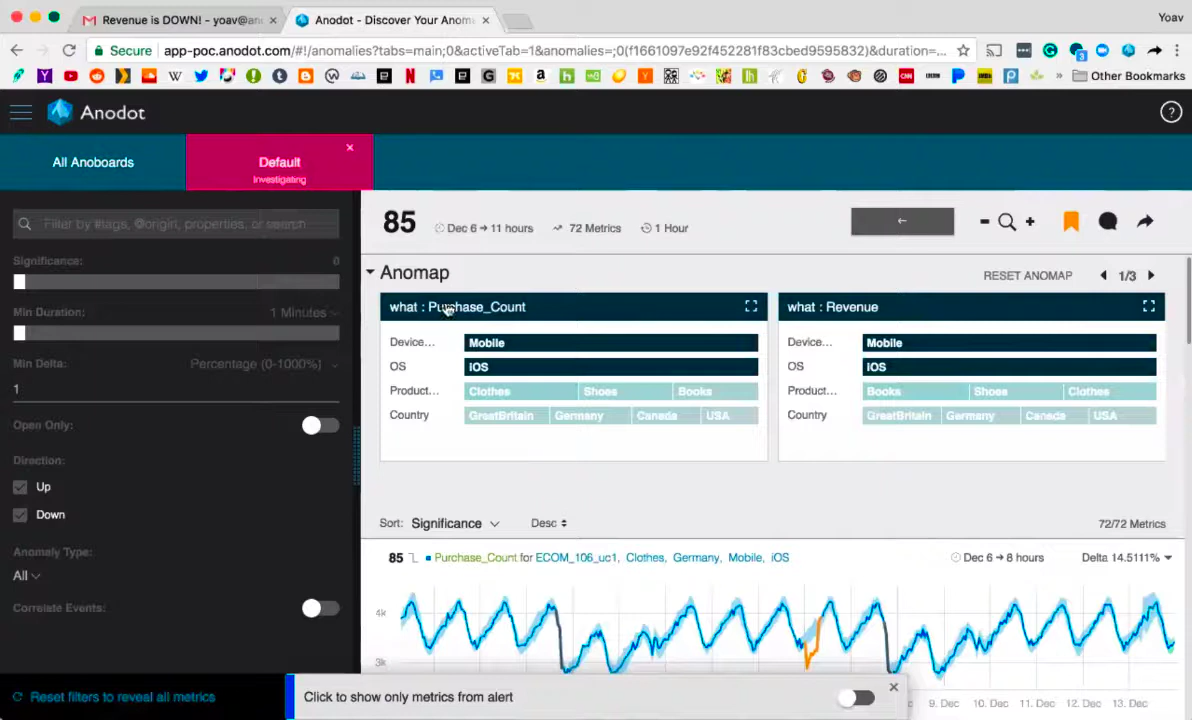 Revenue is DOWN! - yoav@an
Anodot - Discover Your Anom
Yoav
Secure
app-poc.anodot.com/#!/anomalies?tabs=main;0&activeTab=1&anomalies=;0(f1661097e92f452281f83cbed9595832)&duration=...
Other Bookmarks
Anodot
All Anoboards
Default
Investigating
Filter by #tags, @origin, properties, or search
85
Dec 6 → 11 hours
72 Metrics
1 Hour
Significance:
0
Anomap
RESET ANOMAP
1/3
Min Duration:
1 Minutes
what : Purchase_Count
what : Revenue
Device...
Mobile
Device...
Mobile
OS
iOS
OS
iOS
Product...
Clothes
Shoes
Books
Product...
Books
Shoes
Clothes
Country
GreatBritain
Germany
Canada
USA
Country
GreatBritain
Germany
Canada
USA
Min Delta:
Percentage (0-1000%)
1
Open Only:
Direction:
Up
Down
Sort:
Significance
Desc
72/72 Metrics
Anomaly Type:
All
85
Purchase_Count for ECOM_106_uc1, Clothes, Germany, Mobile, iOS
Dec 6 → 8 hours
Delta 14.5111%
Correlate Events:
4k
3k
Reset filters to reveal all metrics
Click to show only metrics from alert
9. Dec
10. Dec
11. Dec
12. Dec
13. Dec